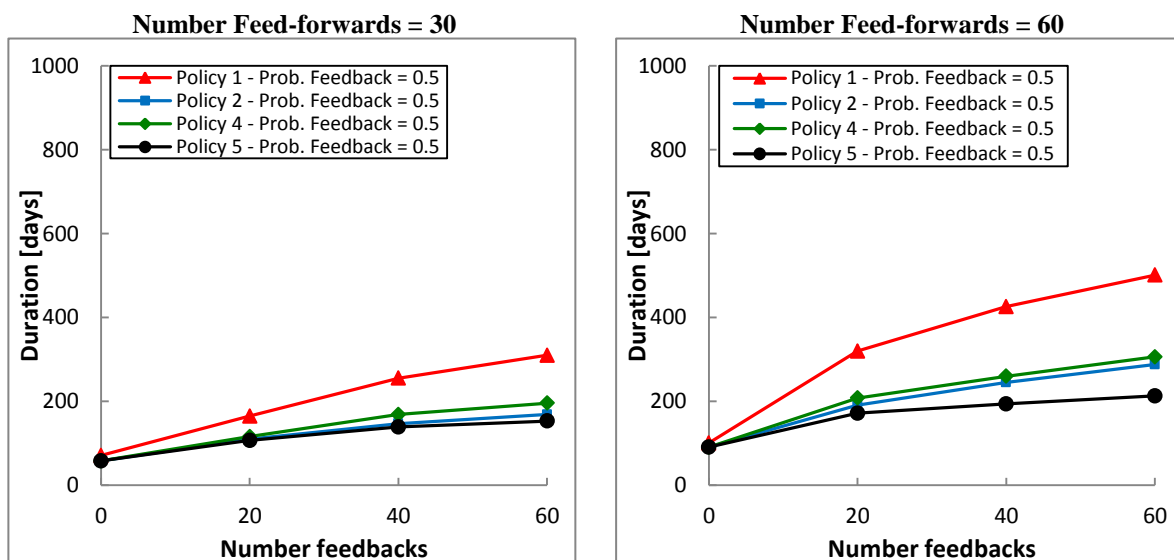 Number Feed-forwards = 30
1000
800
600
400
200
0
Duration [days]
Policy 1 - Prob. Feedback = 0.5
Policy 2 - Prob. Feedback = 0.5
Policy 4 - Prob. Feedback = 0.5
Policy 5 - Prob. Feedback = 0.5
0 20 40 60
Number feedbacks
Number Feed-forwards = 60
1000
800
600
400
200
0
Duration [days]
Policy 1 - Prob. Feedback = 0.5
Policy 2 - Prob. Feedback = 0.5
Policy 4 - Prob. Feedback = 0.5
Policy 5 - Prob. Feedback = 0.5
0 20 40 60
Number feedbacks